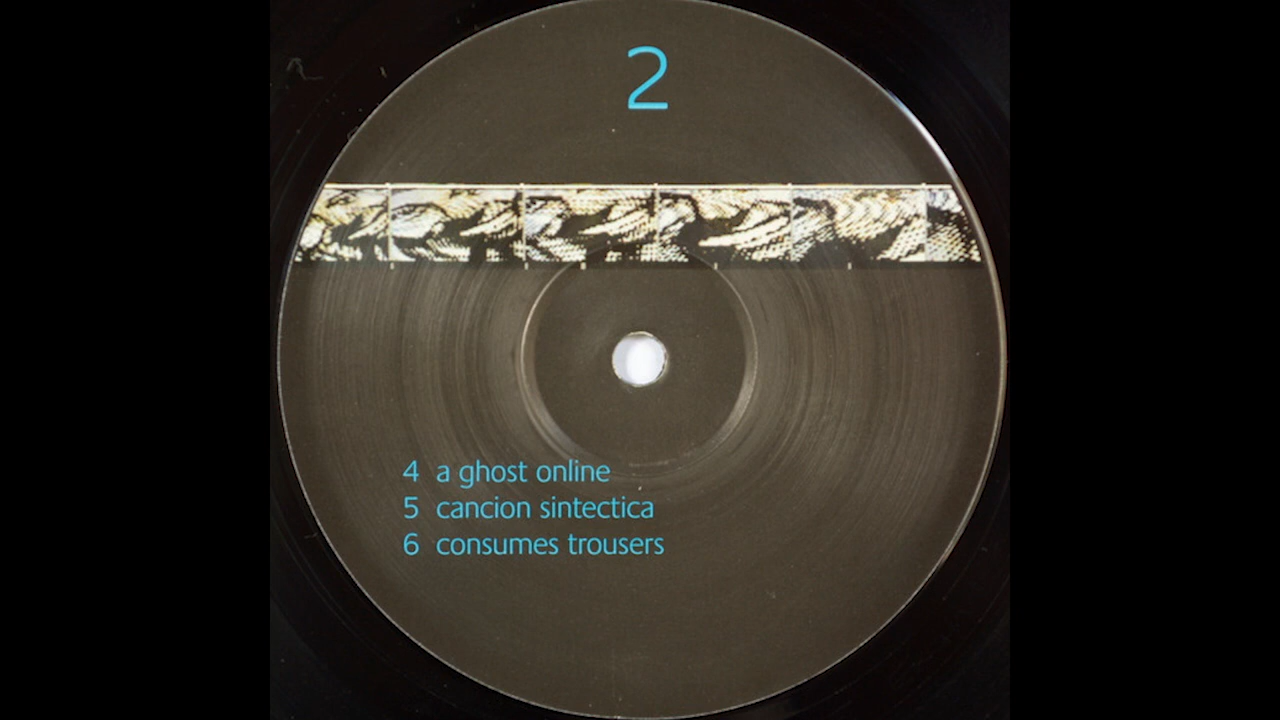 2
4 a ghost online
5 cancion sintectica
6 consumes trousers